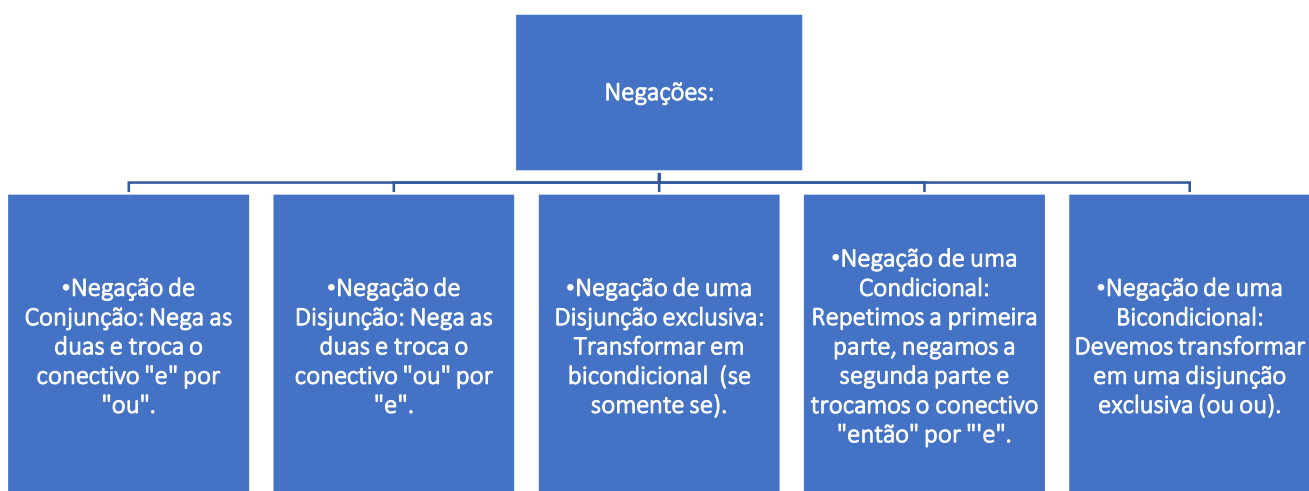 Negações:
•Negação de
Conjunção: Nega as
duas e troca o
conectivo "e" por
"ou".
•Negação de
Disjunção: Nega as
duas e troca o
conectivo "ou" por
"e".
•Negação de uma
Disjunção exclusiva:
Transformar em
bicondicional (se
somente se).
•Negação de uma
Condicional:
Repetimos a primeira
parte, negamos a
segunda parte e
trocamos o conectivo
"então" por "'e".
•Negação de uma
Bicondicional:
Devemos transformar
em uma disjunção
exclusiva (ou ou).